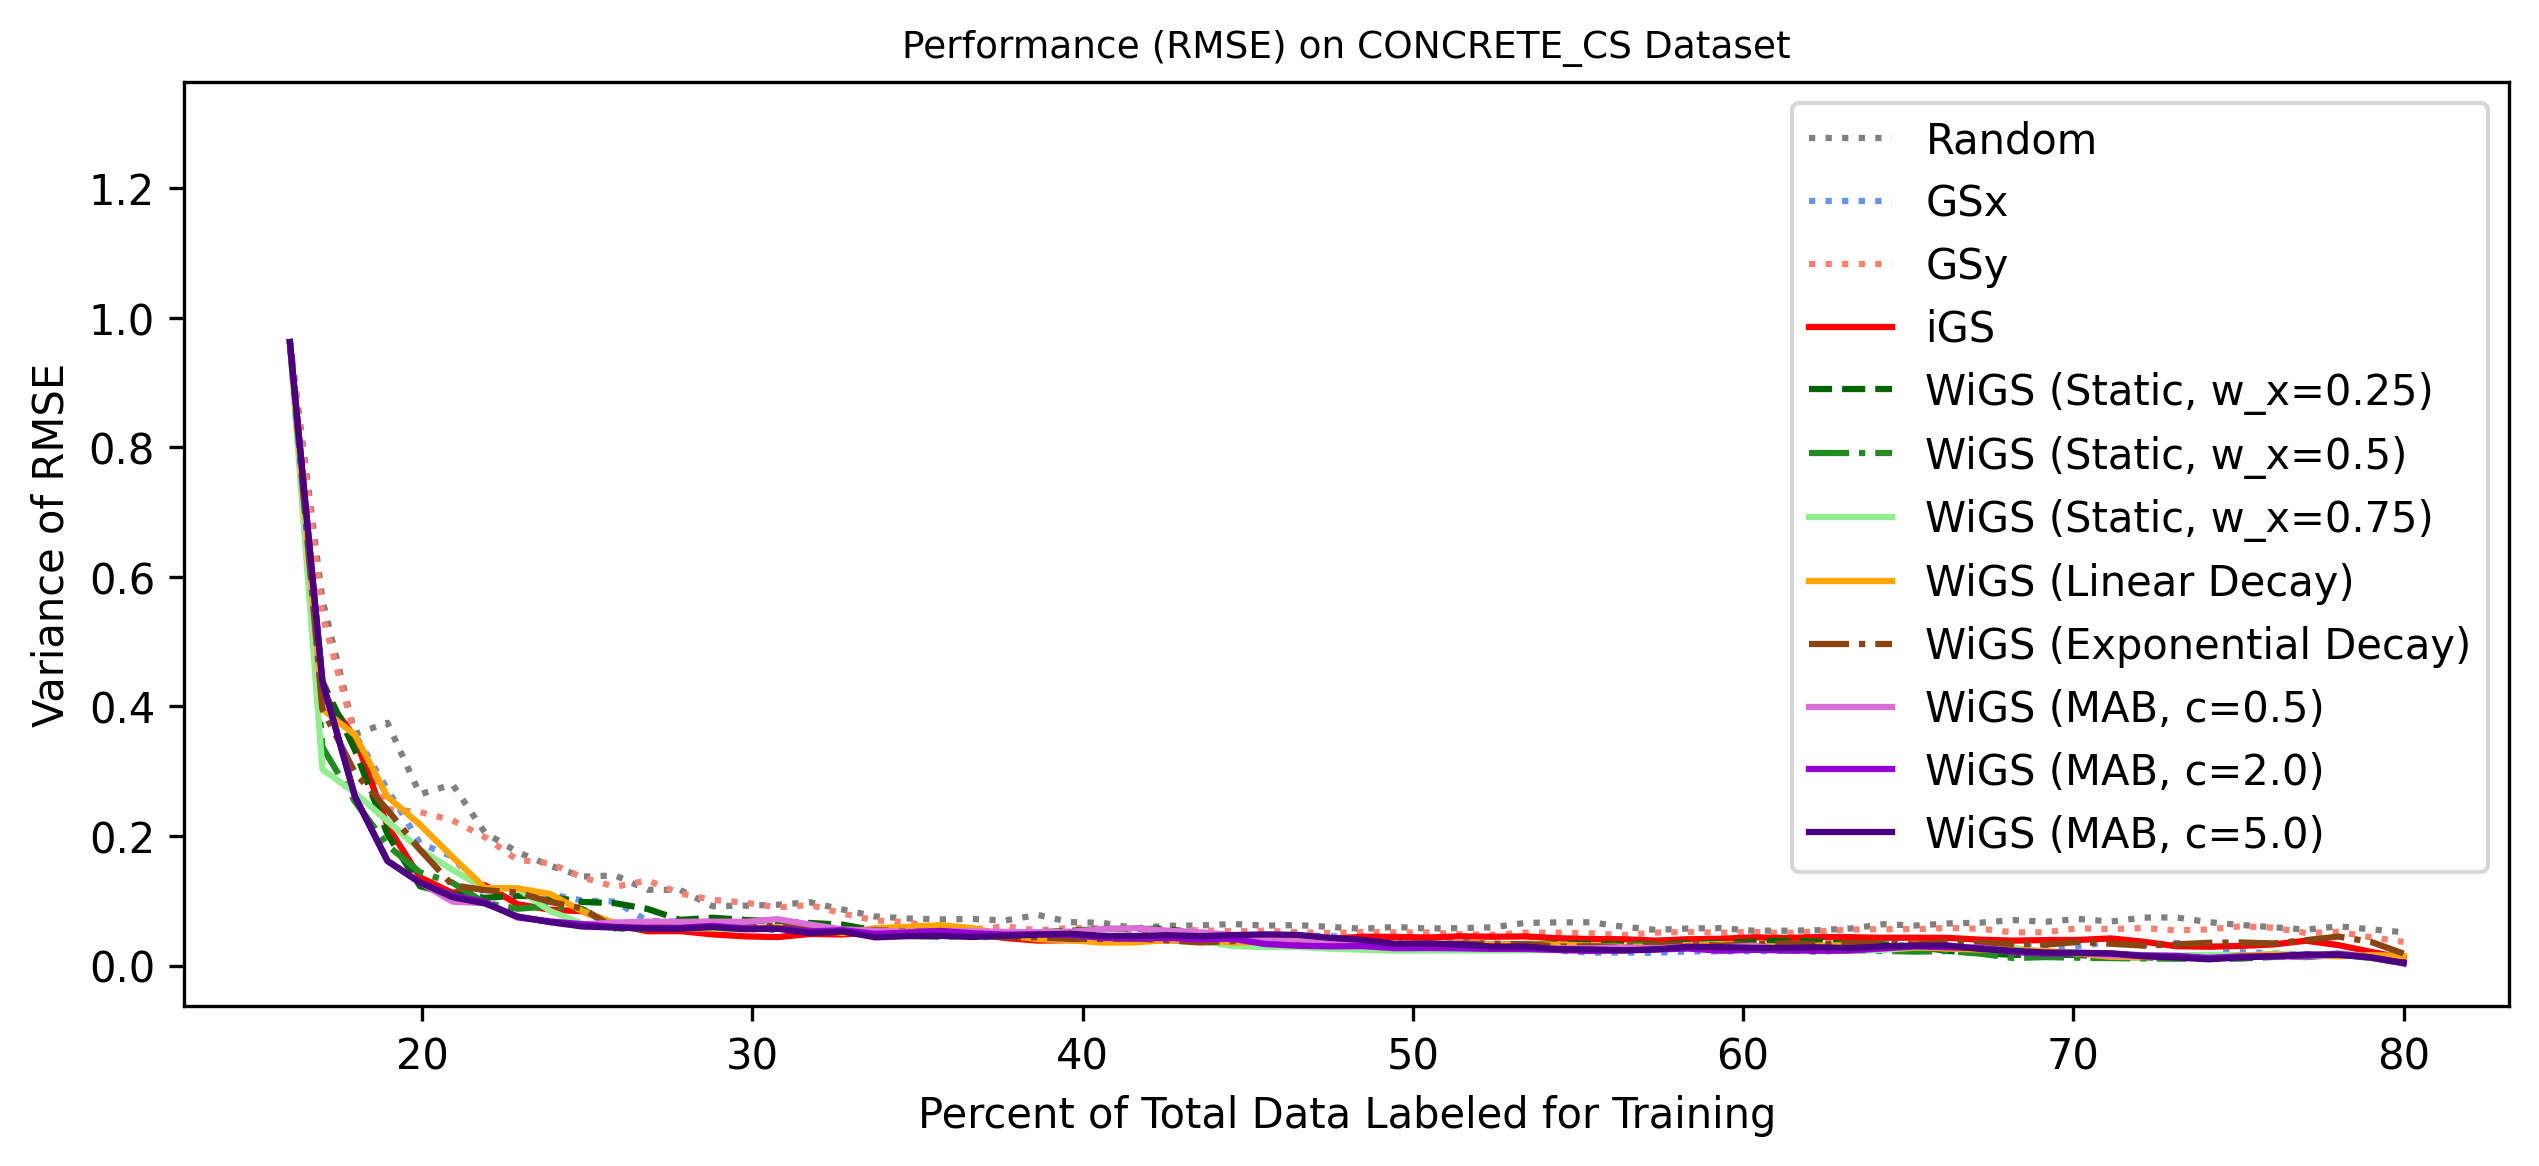 Performance (RMSE) on CONCRETE_CS Dataset
Variance of RMSE
1.2
1.0
0.8
0.6
0.4
0.2
0.0
Random
GSx
GSy
iGS
WiGS (Static, w_x=0.25)
WiGS (Static, w_x=0.5)
WiGS (Static, w_x=0.75)
WiGS (Linear Decay)
WiGS (Exponential Decay)
WiGS (MAB, c=0.5)
WiGS (MAB, c=2.0)
WiGS (MAB, c=5.0)
20 30 40 50 60 70 80
Percent of Total Data Labeled for Training